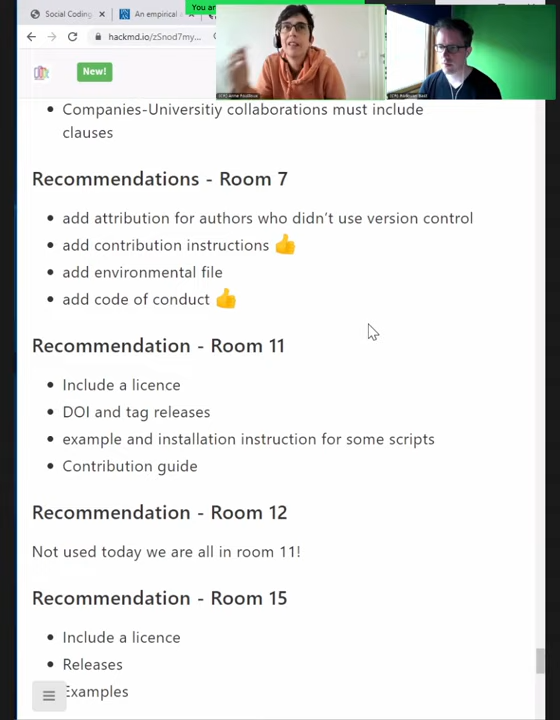 You an
Social Coding
An empirical s
hackmd.io/zSnod7my...
New!
Companies-Universitiy collaborations must include
clauses
Recommendations - Room 7
add attribution for authors who didn't use version control
add contribution instructions 👍
add environmental file
add code of conduct 👍
Recommendation - Room 11
Include a licence
DOI and tag releases
example and installation instruction for some scripts
Contribution guide
Recommendation - Room 12
Not used today we are all in room 11!
Recommendation - Room 15
Include a licence
Releases
Examples